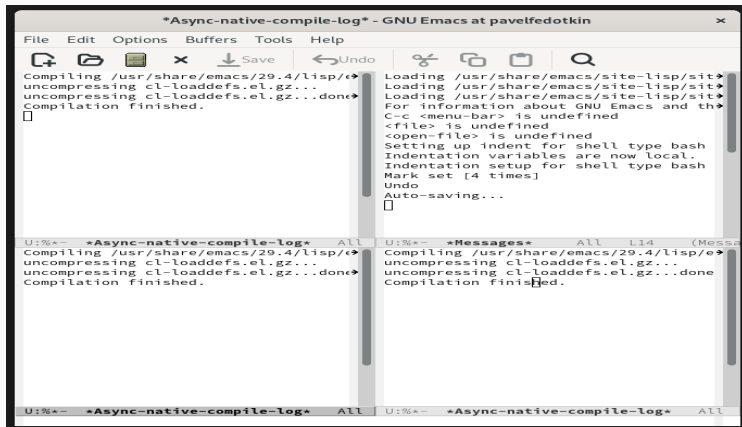 *Async-native-compile-log* - GNU Emacs at pavelfedotkin
File Edit Options Buffers Tools Help
Save Undo
Compiling /usr/share/emacs/29.4/lisp/e
uncompressing cl-loaddefs.el.gz...
uncompressing cl-loaddefs.el.gz...done
Compilation finished.
U:%*- *Async-native-compile-log* All
Loading /usr/share/emacs/site-lisp/sit
Loading /usr/share/emacs/site-lisp/sit
Loading /usr/share/emacs/site-lisp/sit
For information about GNU Emacs and th
C-c <menu-bar> is undefined
<file> is undefined
<open-file> is undefined
Setting up indent for shell type bash
Indentation variables are now local.
Indentation setup for shell type bash
Mark set [4 times]
Undo
Auto-saving...
U:%*- *Messages* All L14 (Messa
Compiling /usr/share/emacs/29.4/lisp/e
uncompressing cl-loaddefs.el.gz...
uncompressing cl-loaddefs.el.gz...done
Compilation finished.
U:%*- *Async-native-compile-log* All
Compiling /usr/share/emacs/29.4/lisp/e
uncompressing cl-loaddefs.el.gz...
uncompressing cl-loaddefs.el.gz...done
Compilation finished.
U:%*- *Async-native-compile-log* All